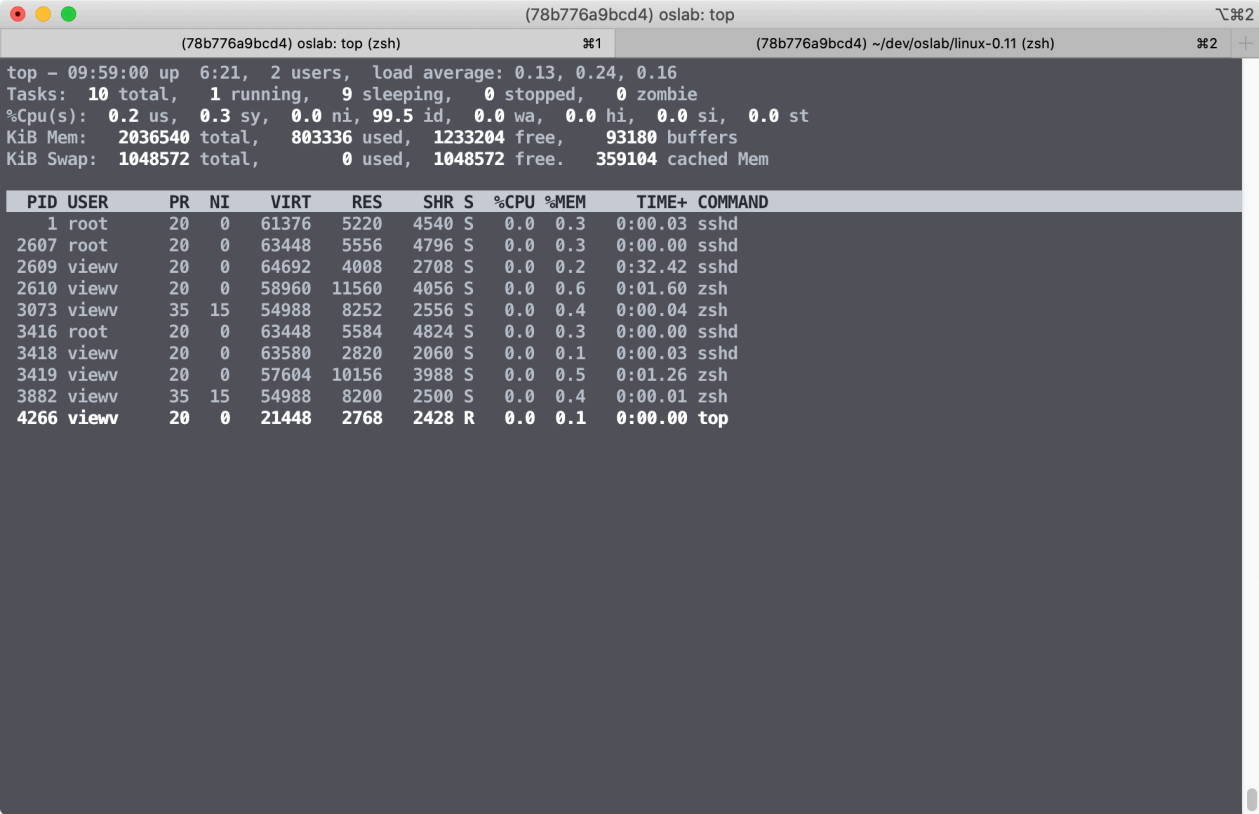 (78b776a9bcd4) oslab: top ⌥⌘2
(78b776a9bcd4) oslab: top (zsh) ⌘1 (78b776a9bcd4) ~/dev/oslab/linux-0.11 (zsh) ⌘2 +
top - 09:59:00 up  6:21,  2 users,  load average: 0.13, 0.24, 0.16
Tasks:  10 total,   1 running,   9 sleeping,   0 stopped,   0 zombie
%Cpu(s):  0.2 us,  0.3 sy,  0.0 ni, 99.5 id,  0.0 wa,  0.0 hi,  0.0 si,  0.0 st
KiB Mem:   2036540 total,   803336 used,  1233204 free,    93180 buffers
KiB Swap:  1048572 total,        0 used,  1048572 free.   359104 cached Mem
  PID USER      PR  NI    VIRT    RES    SHR S  %CPU %MEM     TIME+ COMMAND
    1 root      20   0   61376   5220   4540 S   0.0  0.3   0:00.03 sshd
 2607 root      20   0   63448   5556   4796 S   0.0  0.3   0:00.00 sshd
 2609 viewv     20   0   64692   4008   2708 S   0.0  0.2   0:32.42 sshd
 2610 viewv     20   0   58960  11560   4056 S   0.0  0.6   0:01.60 zsh
 3073 viewv     35  15   54988   8252   2556 S   0.0  0.4   0:00.04 zsh
 3416 root      20   0   63448   5584   4824 S   0.0  0.3   0:00.00 sshd
 3418 viewv     20   0   63580   2820   2060 S   0.0  0.1   0:00.03 sshd
 3419 viewv     20   0   57604  10156   3988 S   0.0  0.5   0:01.26 zsh
 3882 viewv     35  15   54988   8200   2500 S   0.0  0.4   0:00.01 zsh
 4266 viewv     20   0   21448   2768   2428 R   0.0  0.1   0:00.00 top